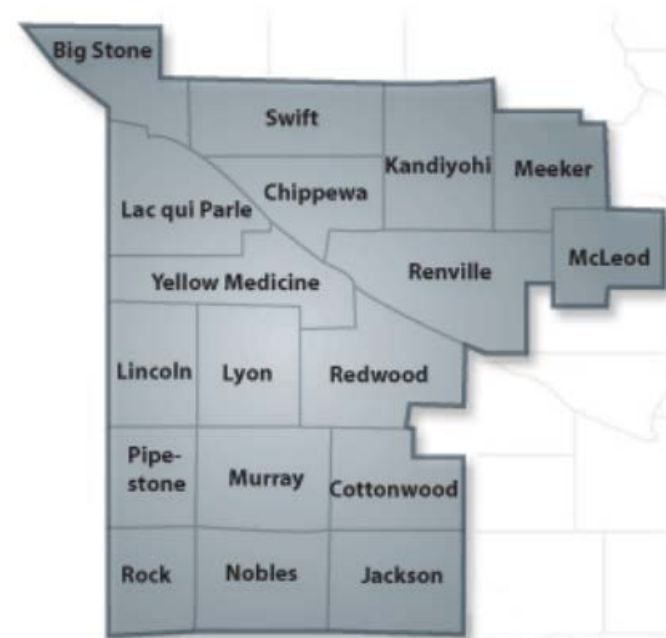 Big Stone
Swift
Kandiyohi
Meeker
Chippewa
Lac qui Parle
McLeod
Renville
Yellow Medicine
Lincoln
Lyon
Redwood
Pipe-
stone
Murray
Cottonwood
Rock
Nobles
Jackson